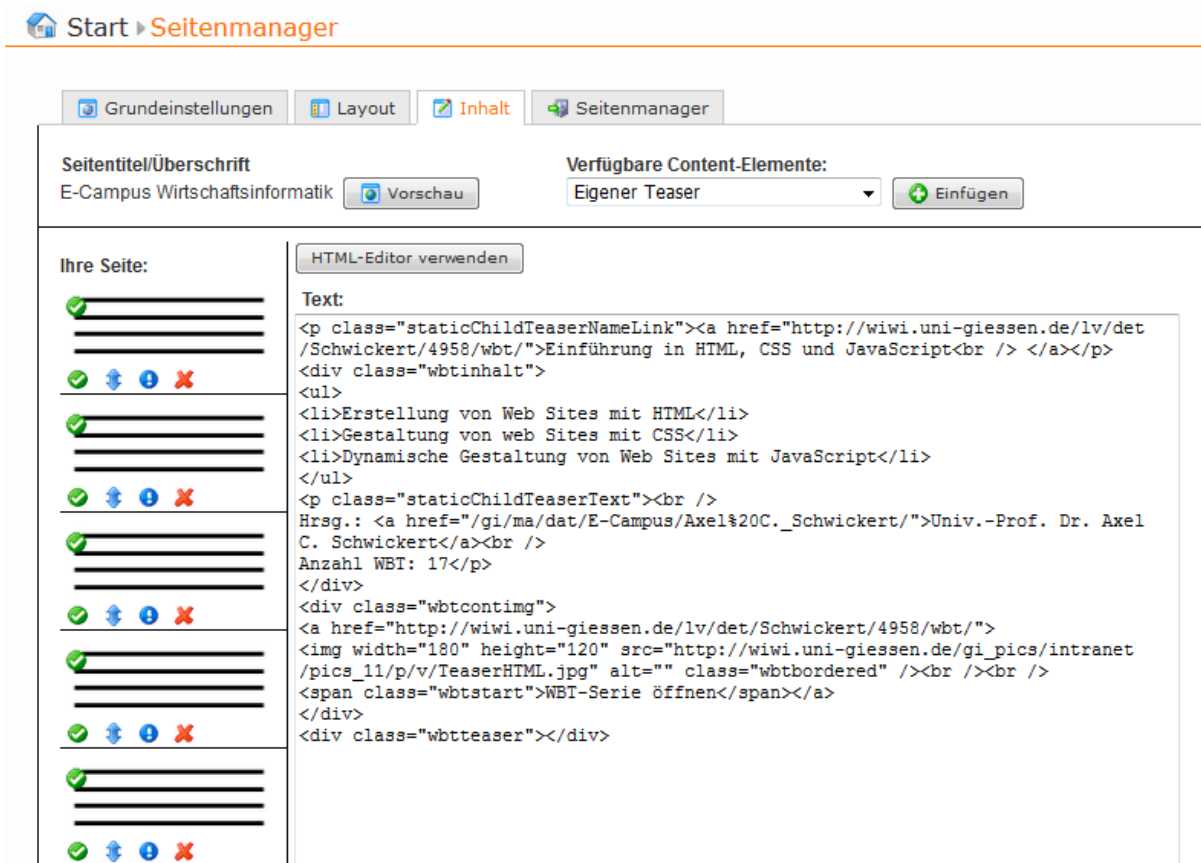 Start Seitenmanager
Grundeinstellungen Layout Inhalt Seitenmanager
Seitentitel/Überschrift Verfügbare Content-Elemente:
E-Campus Wirtschaftsinformatik Vorschau Eigener Teaser Einfügen
Ihre Seite:
HTML-Editor verwenden
Text:
<p class="staticChildTeaserNameLink"><a href="http://wiwi.uni-giessen.de/lv/det
/Schwickert/4958/wbt/">Einführung in HTML, CSS und JavaScript<br /> </a></p>
<div class="wbtinhalt">
<ul>
<li>Erstellung von Web Sites mit HTML</li>
<li>Gestaltung von web Sites mit CSS</li>
<li>Dynamische Gestaltung von Web Sites mit JavaScript</li>
</ul>
<p class="staticChildTeaserText"><br />
Hrsg.: <a href="/gi/ma/dat/E-Campus/Axel%20C._Schwickert/">Univ.-Prof. Dr. Axel
C. Schwickert</a><br />
Anzahl WBT: 17</p>
</div>
<div class="wbtcontimg">
<a href="http://wiwi.uni-giessen.de/lv/det/Schwickert/4958/wbt/">
<img width="180" height="120" src="http://wiwi.uni-giessen.de/gi_pics/intranet
/pics_11/p/v/TeaserHTML.jpg" alt="" class="wbtbordered" /><br /><br />
<span class="wbtstart">WBT-Serie öffnen</span></a>
</div>
<div class="wbtteaser"></div>